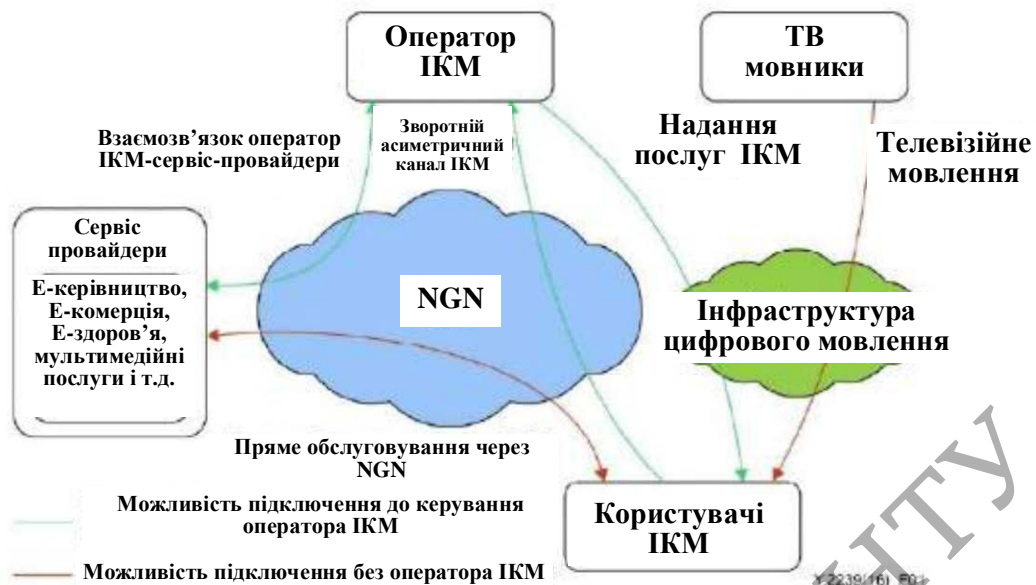 Оператор
ІКМ
ТВ
мовники
Взаємозв’язок оператор
ІКМ-сервіс-провайдери
Зворотній
асиметричний
канал ІКМ
Надання
послуг ІКМ
Телевізійне
мовлення
Сервіс
провайдери
Е-керівництво,
Е-комерція,
Е-здоров’я,
мультимедійні
послуги і т.д.
NGN
Інфраструктура
цифрового мовлення
Пряме обслуговування через
NGN
Можливість підключення до керування
оператора ІКМ
Користувачі
ІКМ
Можливість підключення без оператора ІКМ
НТУ